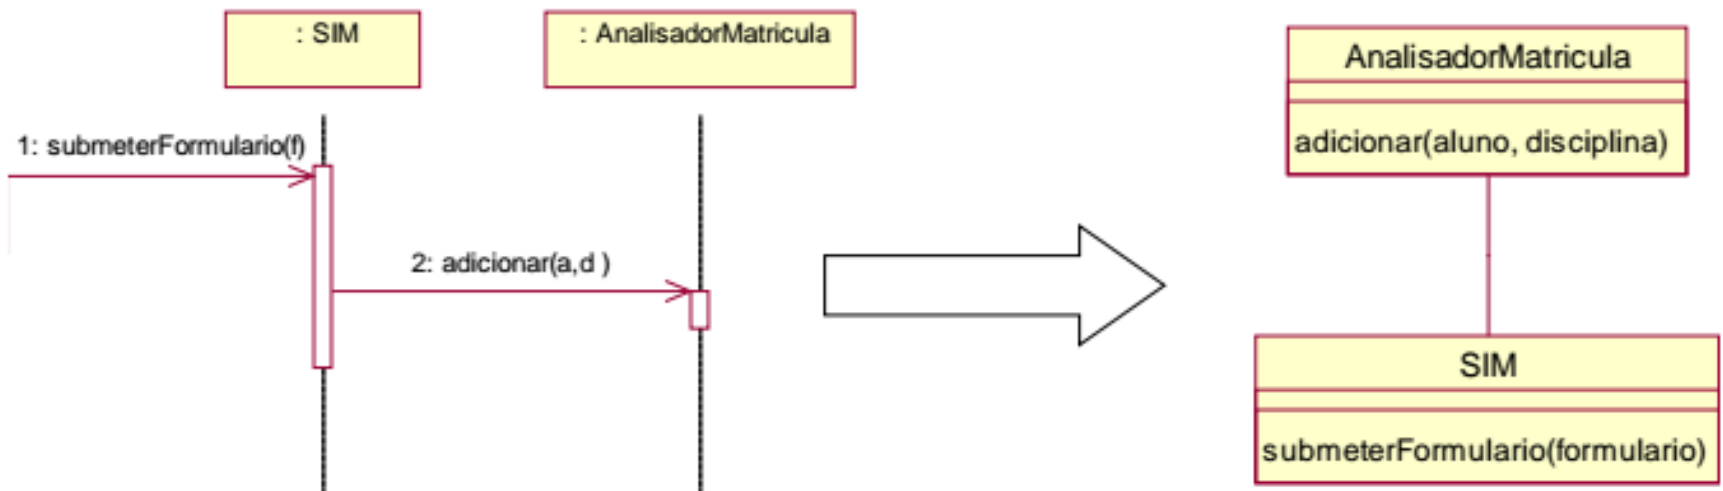 : SIM
: AnalisadorMatricula
1: submeterFormulario(f)
2: adicionar(a,d )
AnalisadorMatricula
adicionar(aluno, disciplina)
SIM
submeterFormulario(formulario)